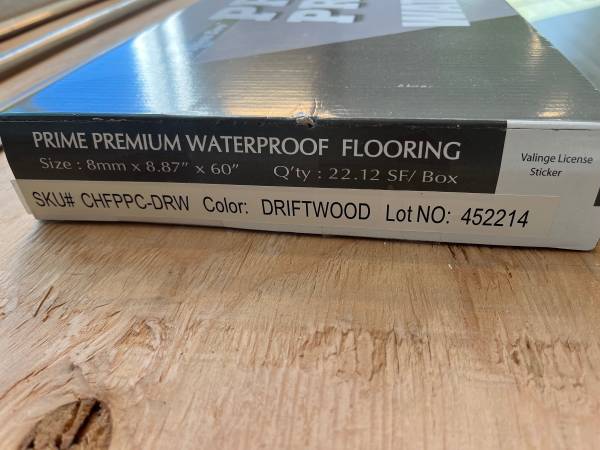 WAT
PRIME PREMIUM WATERPROOF FLOORING
Size : 8mm x 8.87” x 60” Q'ty : 22.12 SF/ Box
Valinge License
Sticker
SKU# CHFPPC-DRW Color: DRIFTWOOD Lot NO: 452214